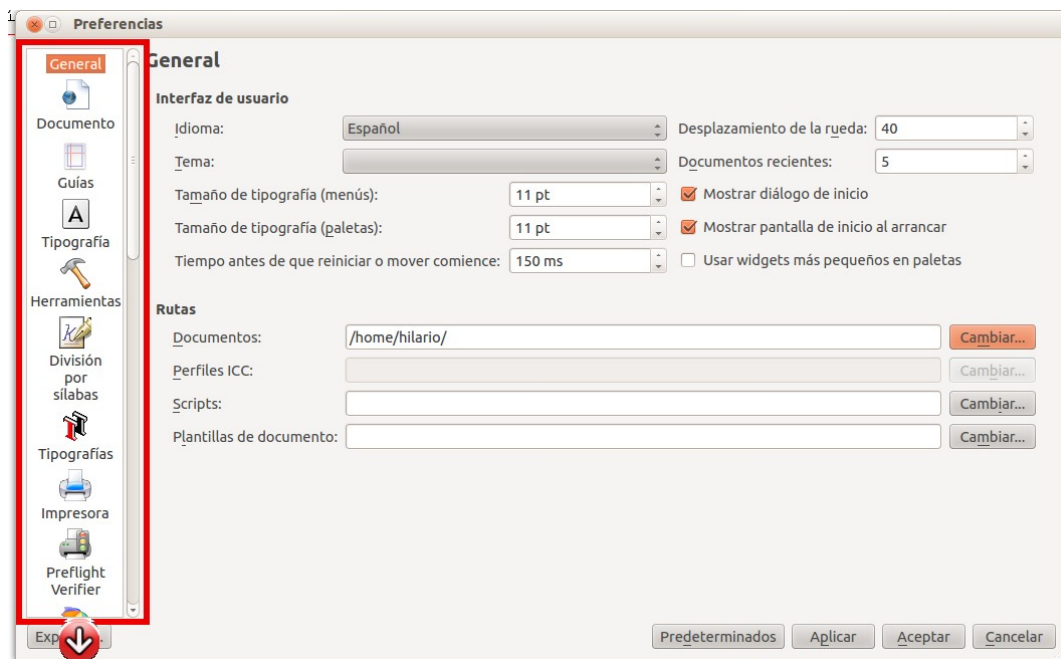 Preferencias
General
Documento
Guías
A
Tipografía
Herramientas
División
por
sílabas
Tipografías
Impresora
Preflight
Verifier
General
Interfaz de usuario
Idioma: Español Desplazamiento de la rueda: 40
Tema: Documentos recientes: 5
Tamaño de tipografía (menús): 11 pt Mostrar diálogo de inicio
Tamaño de tipografía (paletas): 11 pt Mostrar pantalla de inicio al arrancar
Tiempo antes de que reiniciar o mover comience: 150 ms Usar widgets más pequeños en paletas
Rutas
Documentos: /home/hilario/ Cambiar...
Perfiles ICC: Cambiar...
Scripts: Cambiar...
Plantillas de documento: Cambiar...
Predeterminados Aplicar Aceptar Cancelar